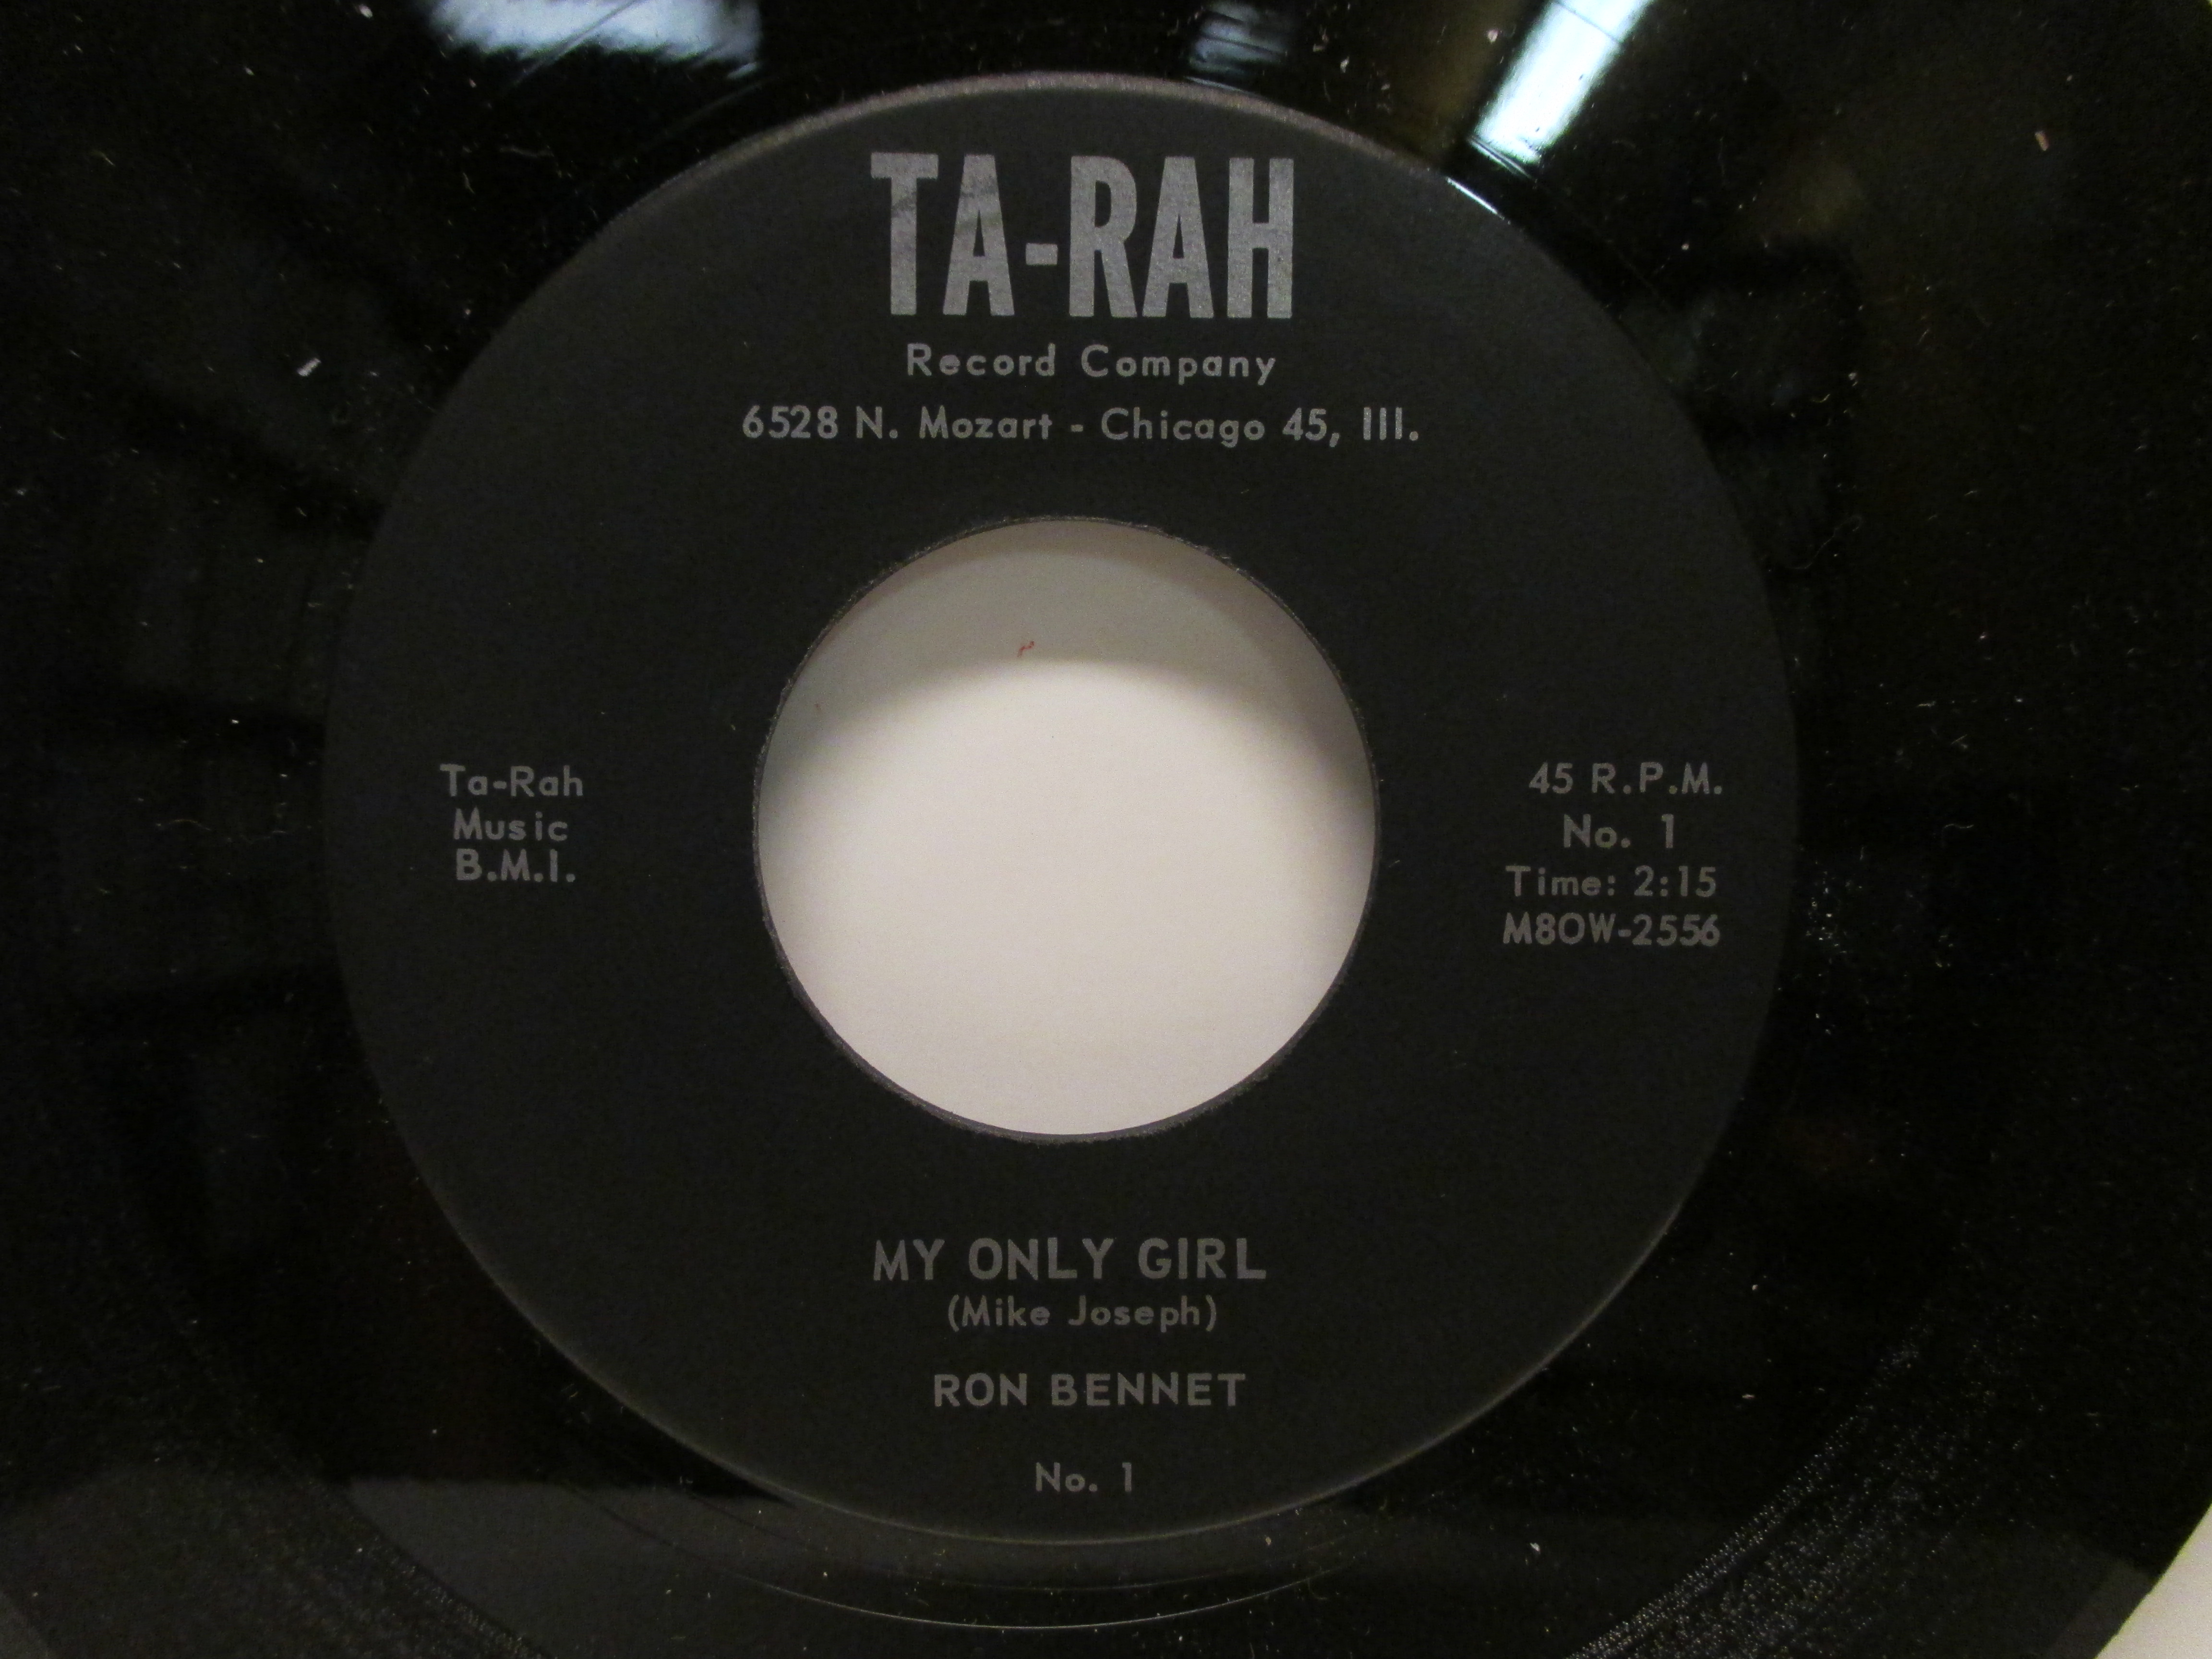 TA-RAH
Record Company
6528 N. Mozart - Chicago 45, Ill.
Ta-Rah
Music
B.M.I.
45 R.P.M.
No. 1
Time: 2:15
M8OW-2556
MY ONLY GIRL
(Mike Joseph)
RON BENNET
No. 1